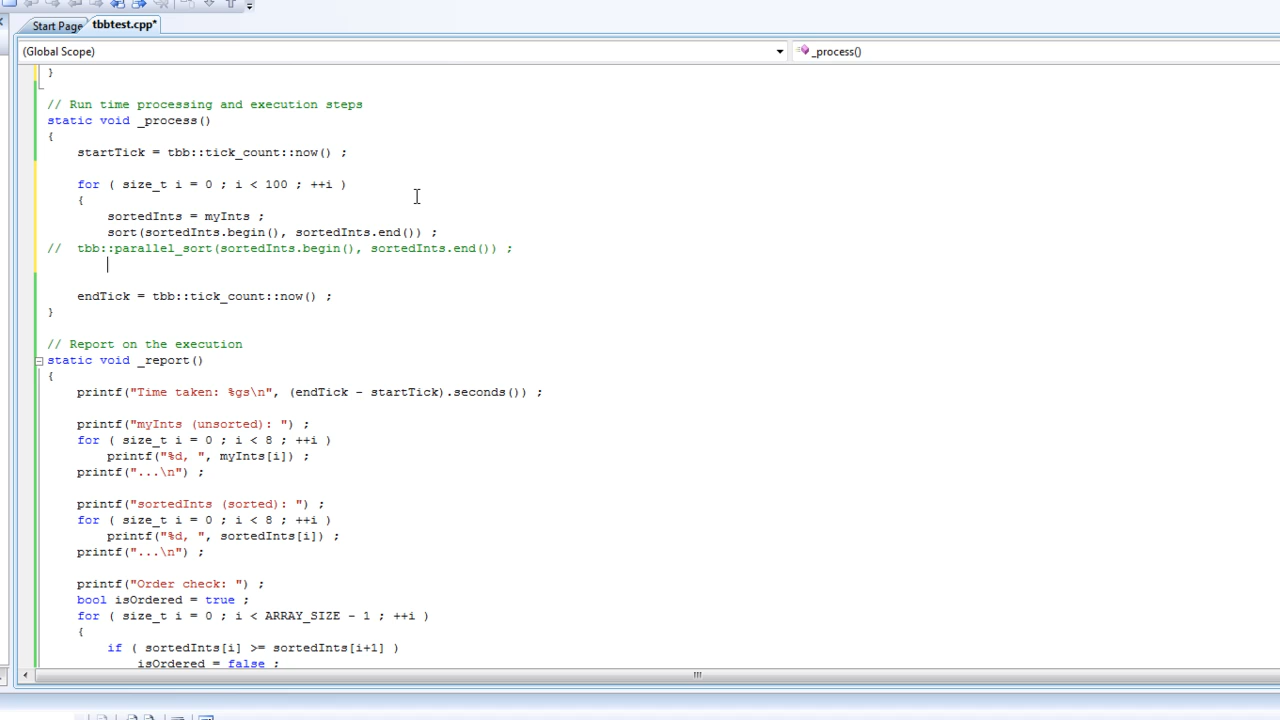 Start Page tbbtest.cpp*
(Global Scope) _process()
}
// Run time processing and execution steps
static void _process()
{
startTick = tbb::tick_count::now() ;
for ( size_t i = 0 ; i < 100 ; ++i )
{
sortedInts = myInts ;
sort(sortedInts.begin(), sortedInts.end()) ;
// tbb::parallel_sort(sortedInts.begin(), sortedInts.end()) ;
endTick = tbb::tick_count::now() ;
}
// Report on the execution
static void _report()
{
printf("Time taken: %gs\n", (endTick - startTick).seconds()) ;
printf("myInts (unsorted): ") ;
for ( size_t i = 0 ; i < 8 ; ++i )
printf("%d, ", myInts[i]) ;
printf("...\n") ;
printf("sortedInts (sorted): ") ;
for ( size_t i = 0 ; i < 8 ; ++i )
printf("%d, ", sortedInts[i]) ;
printf("...\n") ;
printf("Order check: ") ;
bool isOrdered = true ;
for ( size_t i = 0 ; i < ARRAY_SIZE - 1 ; ++i )
{
if ( sortedInts[i] >= sortedInts[i+1] )
isOrdered = false ;